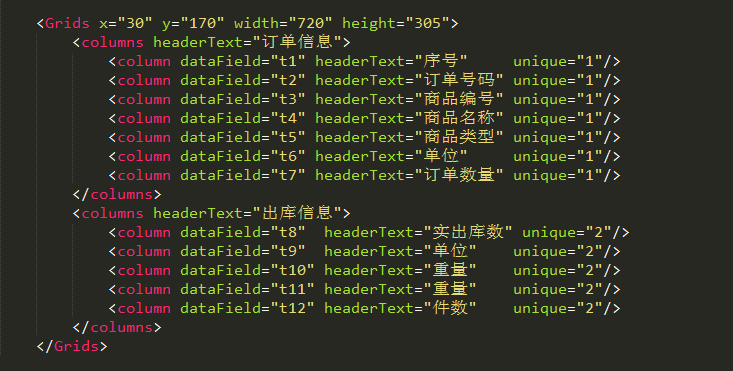 <Grids x="30" y="170" width="720" height="305">
    <columns headerText="订单信息">
        <column dataField="t1" headerText="序号"     unique="1"/>
        <column dataField="t2" headerText="订单号码" unique="1"/>
        <column dataField="t3" headerText="商品编号" unique="1"/>
        <column dataField="t4" headerText="商品名称" unique="1"/>
        <column dataField="t5" headerText="商品类型" unique="1"/>
        <column dataField="t6" headerText="单位"     unique="1"/>
        <column dataField="t7" headerText="订单数量" unique="1"/>
    </columns>
    <columns headerText="出库信息">
        <column dataField="t8"  headerText="实出库数" unique="2"/>
        <column dataField="t9"  headerText="单位"    unique="2"/>
        <column dataField="t10" headerText="重量"    unique="2"/>
        <column dataField="t11" headerText="重量"    unique="2"/>
        <column dataField="t12" headerText="件数"    unique="2"/>
    </columns>
</Grids>